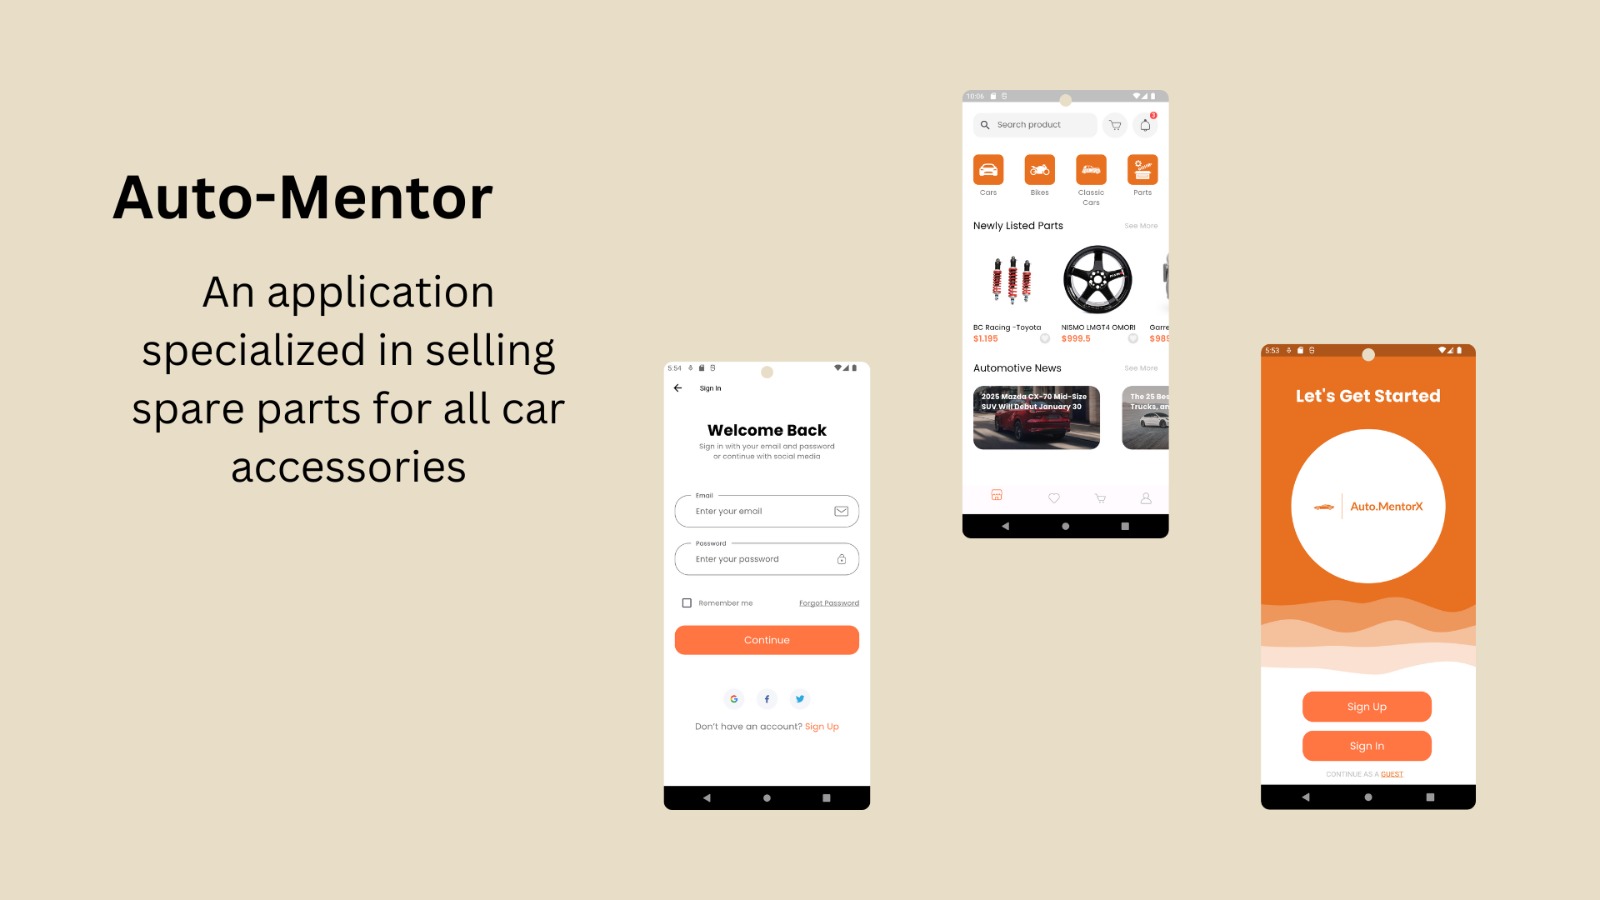 Auto-Mentor
An application
specialized in selling
spare parts for all car
accessories
5:54
Sign In
Welcome Back
Sign in with your email and password
or continue with social media
Email
Enter your email
Password
Enter your password
Remember me
Forgot Password
Continue
Don't have an account? Sign Up
10:06
Search product
3
Cars
Bikes
Classic
Cars
Parts
Newly Listed Parts
See More
BC Racing -Toyota
$1.195
NISMO LMGT4 OMORI
$999.5
Garre
$989
Automotive News
See More
2025 Mazda CX-70 Mid-Size
SUV Will Debut January 30
The 25 Bes
Trucks, an
5:53
Let's Get Started
Auto.MentorX
Sign Up
Sign In
CONTINUE AS A GUEST